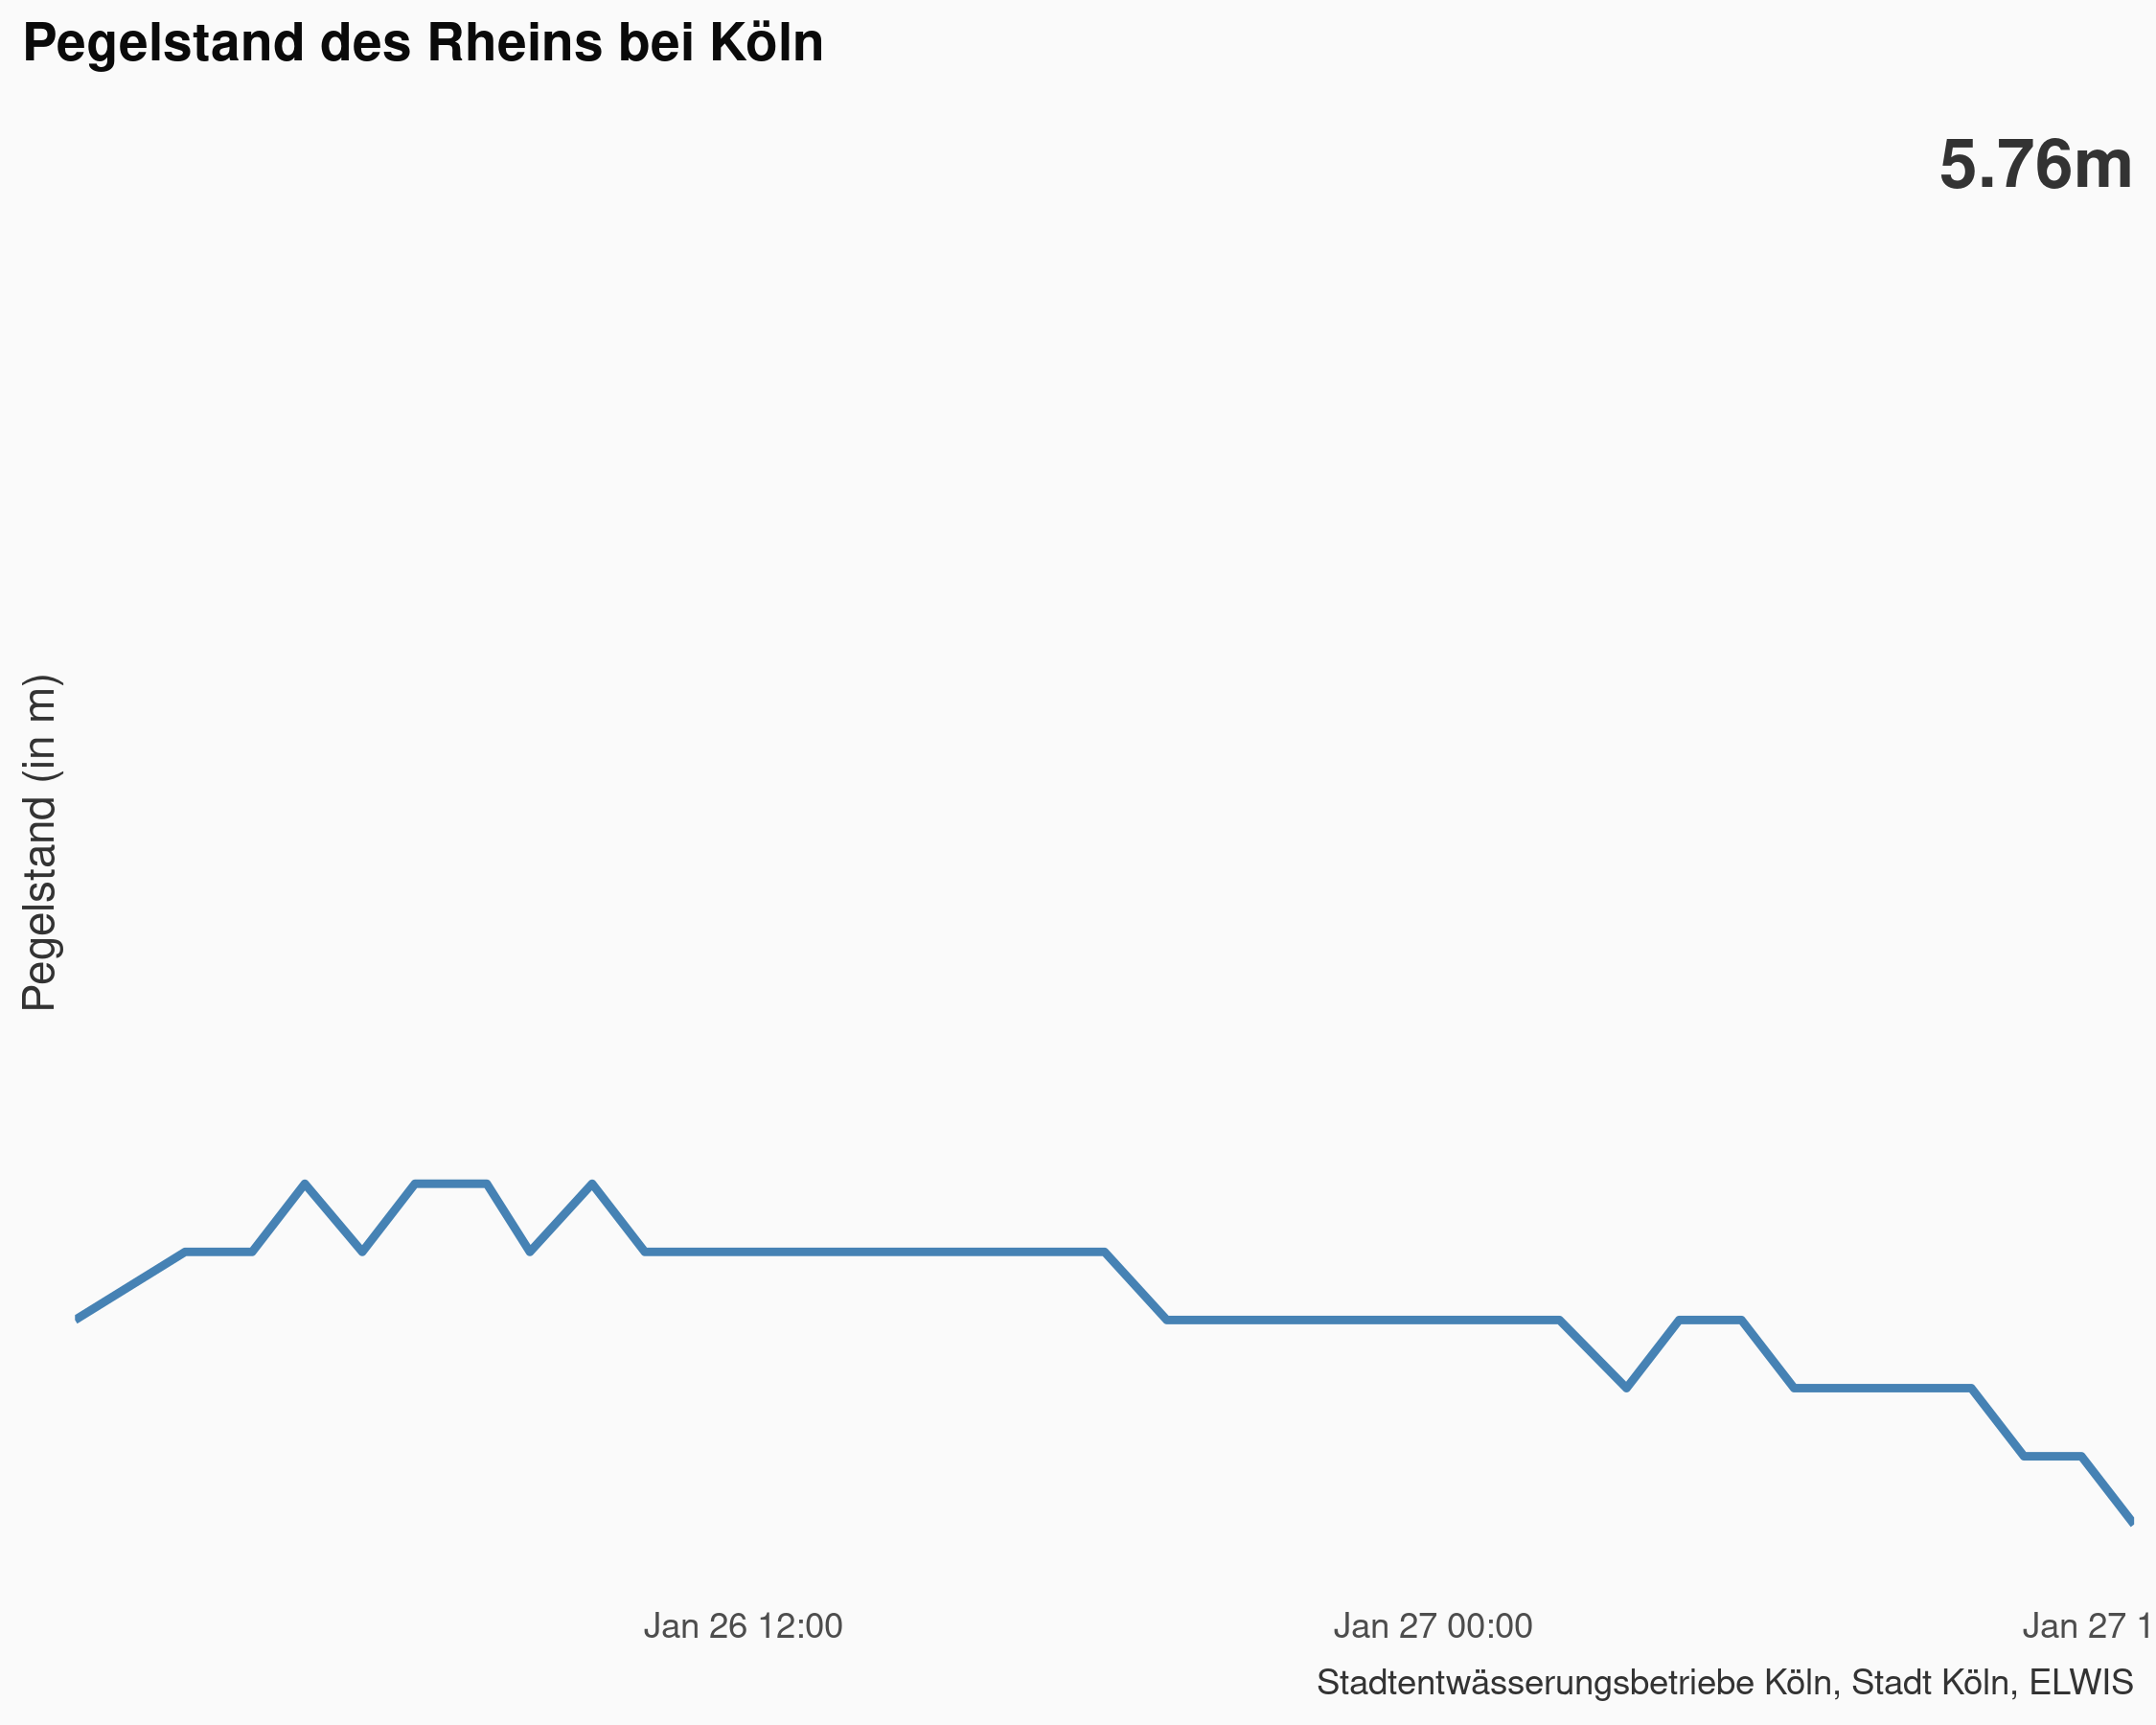 Pegelstand des Rheins bei Köln
5.76m
Pegelstand (in m)
Jan 26 12:00
Jan 27 00:00
Jan 27 1
Stadtentwässerungsbetriebe Köln, Stadt Köln, ELWIS